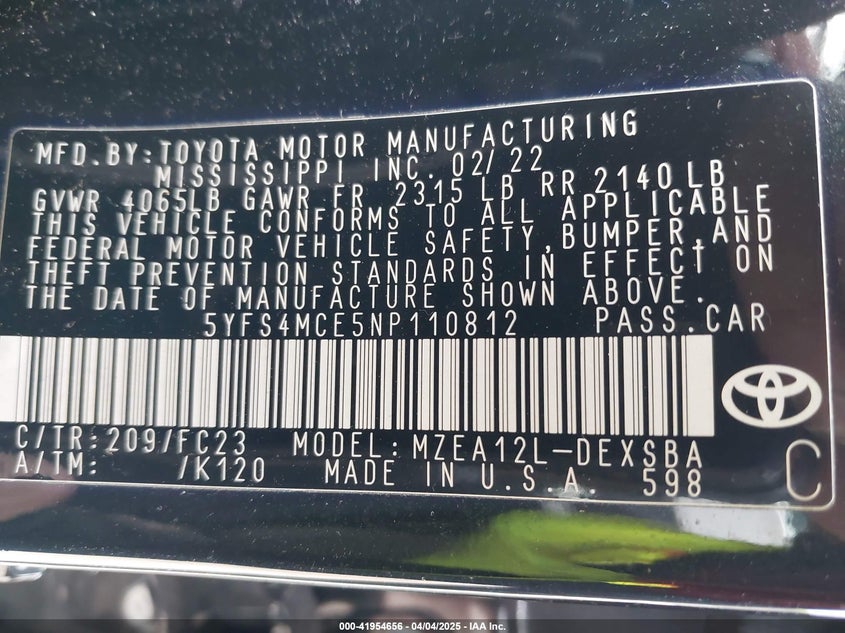 MFD.BY:TOYOTA MOTOR MANUFACTURING
MISSISSIPPI INC. 02/22
GVWR 4065LB GAWR FR 2315 LB RR 2140 LB
THIS VEHICLE CONFORMS TO ALL APPLICABLE
FEDERAL MOTOR VEHICLE SAFETY,BUMPER,AND
THEFT PREVENTION STANDARDS IN EFFECT ON
THE DATE OF MANUFACTURE SHOWN ABOVE.
5YFS4MCE5NP110812 PASS.CAR
C/TR:209/FC23 MODEL:MZEA12L-DEXSBA
A/TM: /K120 MADE IN U.S.A. 598
C
000-41954656 - 04/04/2025 - IAA Inc.